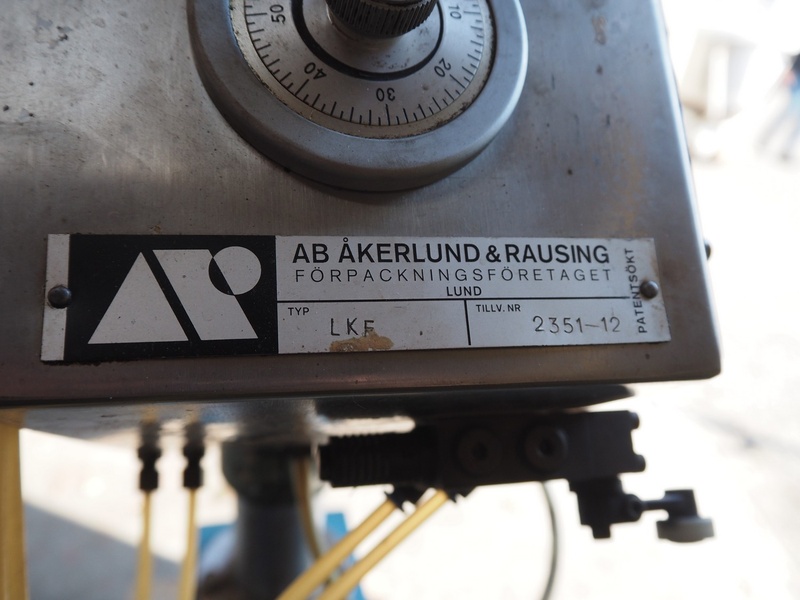 50
10
40
20
30
AB ÅKERLUND & RAUSING
FÖRPACKNINGSFÖRETAGET
LUND
TYP
LKF
TILLV. NR
2351-12
PATENTSÖKT